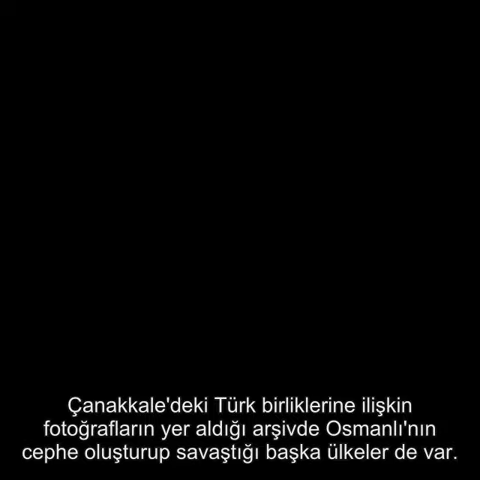 Çanakkale'deki Türk birliklerine ilişkin
fotoğrafların yer aldığı arşivde Osmanlı'nın
cephe oluşturup savaştığı başka ülkeler de var.